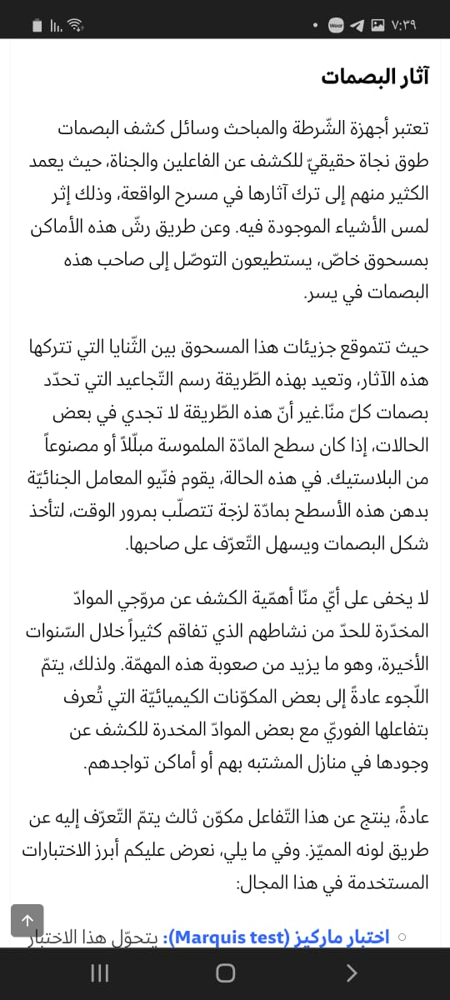 ٧:٣٩
Wear
آثار البصمات
تعتبر أجهزة الشّرطة والمباحث وسائل كشف البصمات
طوق نجاة حقيقيّ للكشف عن الفاعلين والجناة، حيث يعمد
الكثير منهم إلى ترك آثارها في مسرح الواقعة، وذلك إثر
لمس الأشياء الموجودة فيه. وعن طريق رشّ هذه الأماكن
بمسحوق خاصّ، يستطيعون التوصّل إلى صاحب هذه
البصمات في يسر.
حيث تتموقع جزيئات هذا المسحوق بين الثّنايا التي تتركها
هذه الآثار، وتعيد بهذه الطّريقة رسم التّجاعيد التي تحدّد
بصمات كلّ منّا.غير أنّ هذه الطّريقة لا تجدي في بعض
الحالات، إذا كان سطح المادّة الملموسة مبلّلاً أو مصنوعاً
من البلاستيك. في هذه الحالة، يقوم فنّيو المعامل الجنائيّة
بدهن هذه الأسطح بمادّة لزجة تتصلّب بمرور الوقت، لتأخذ
شكل البصمات ويسهل التّعرّف على صاحبها.
لا يخفى على أيّ منّا أهمّية الكشف عن مروّجي الموادّ
المخدّرة للحدّ من نشاطهم الذي تفاقم كثيراً خلال السّنوات
الأخيرة، وهو ما يزيد من صعوبة هذه المهمّة. ولذلك، يتمّ
اللّجوء عادةً إلى بعض المكوّنات الكيميائيّة التي تُعرف
بتفاعلها الفوريّ مع بعض الموادّ المخدرة للكشف عن
وجودها في منازل المشتبه بهم أو أماكن تواجدهم.
عادةً، ينتج عن هذا التّفاعل مكوّن ثالث يتمّ التّعرّف إليه عن
طريق لونه المميّز. وفي ما يلي، نعرض عليكم أبرز الاختبارات
المستخدمة في هذا المجال:
اختبار ماركيز (Marquis test): يتحوّل هذا الاختبار